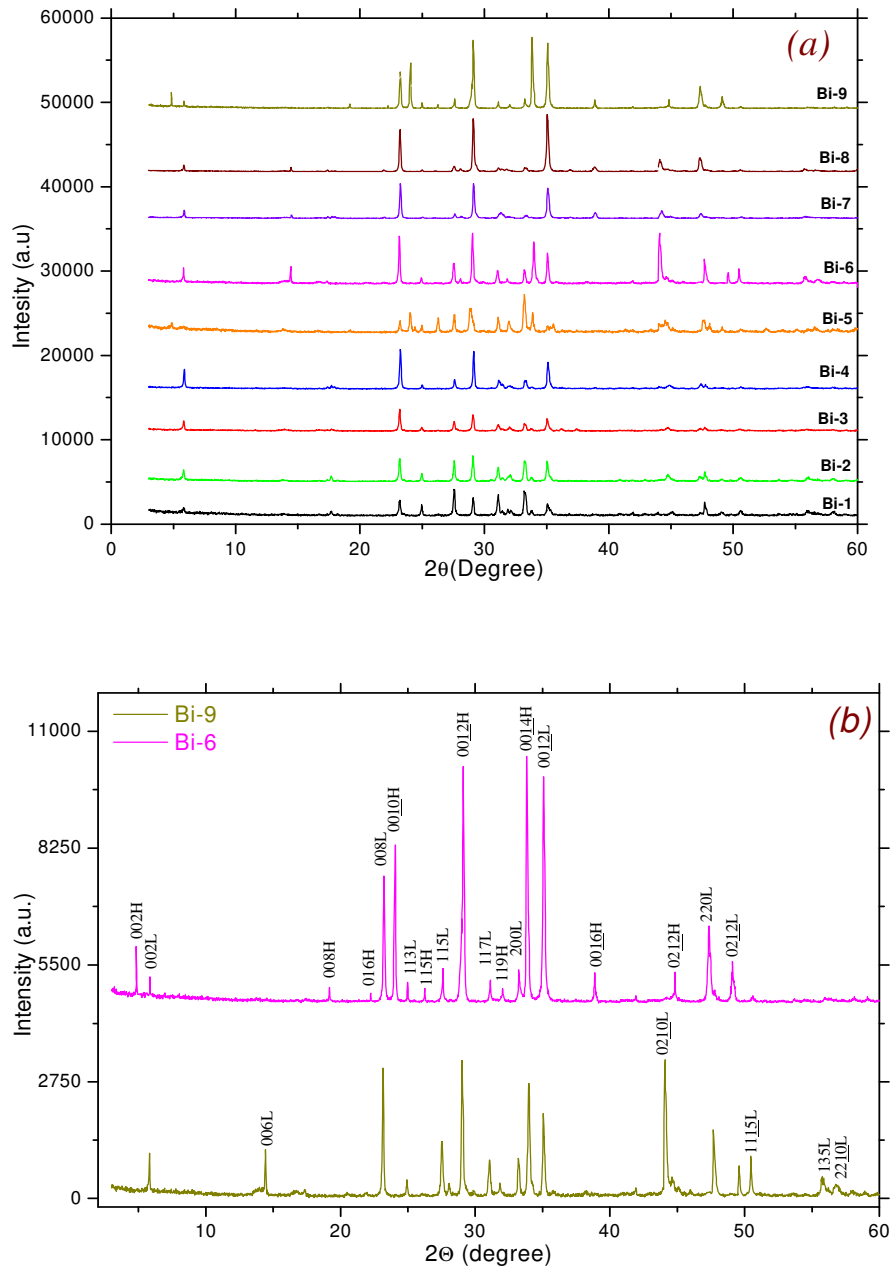 (a)
60000
50000
40000
30000
20000
10000
0
Intesity (a.u)
Bi-9
Bi-8
Bi-7
Bi-6
Bi-5
Bi-4
Bi-3
Bi-2
Bi-1
0 10 20 30 40 50 60
2θ(Degree)
(b)
Bi-9
Bi-6
11000
8250
5500
2750
0
Intensity (a.u.)
002H
002L
008H
016H
008L
0010H
113L
115H
115L
0012H
117L
119H
200L
0014H
0012L
0016H
0212H
220L
0212L
006L
0210L
1115L
135L
2210L
10 20 30 40 50 60
2Θ (degree)